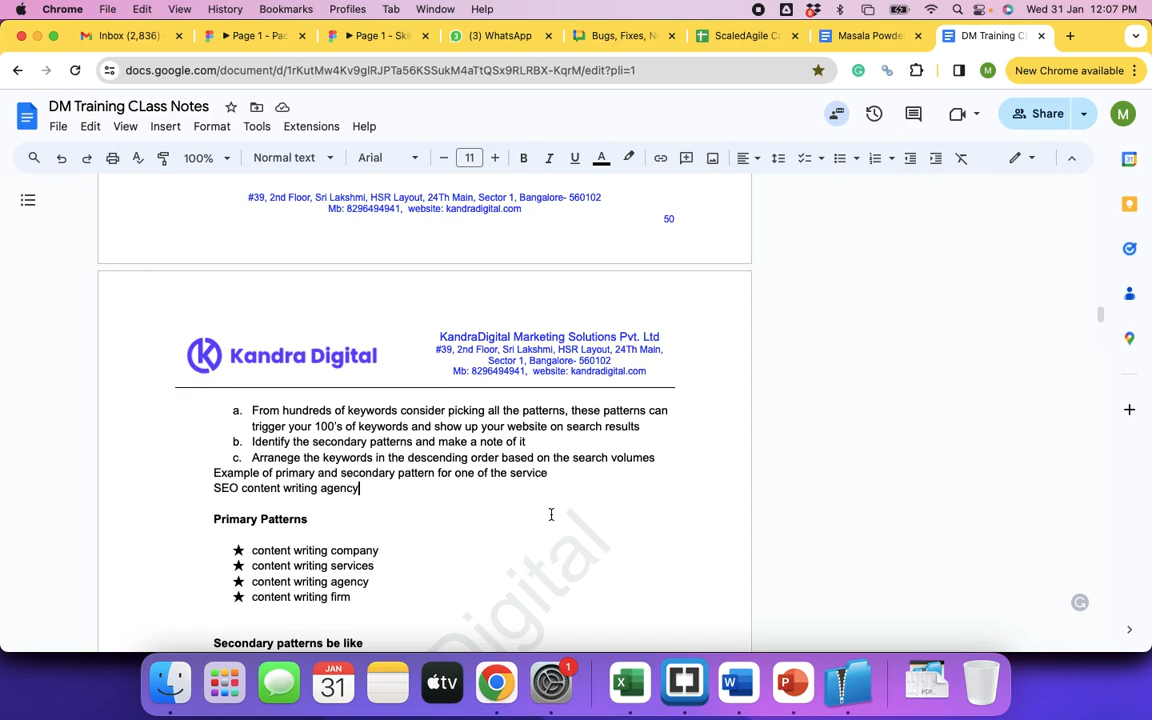 Chrome File Edit View History Bookmarks Profiles Tab Window Help Wed 31 Jan 12:07 PM
Inbox (2,836) Page 1 - Pac Page 1 - Ski (3) WhatsApp Bugs, Fixes, N ScaledAgile Co Masala Powde DM Training C
docs.google.com/document/d/1rKutMw4Kv9glRJPTa56KSSukM4aTtQSx9RLRBX-KqrM/edit?pli=1 New Chrome available
DM Training CLass Notes
File Edit View Insert Format Tools Extensions Help
Share M
100% Normal text Arial 11
#39, 2nd Floor, Sri Lakshmi, HSR Layout, 24Th Main, Sector 1, Bangalore- 560102
Mb: 8296494941, website: kandradigital.com
50
Kandra Digital
KandraDigital Marketing Solutions Pvt. Ltd
#39, 2nd Floor, Sri Lakshmi, HSR Layout, 24Th Main,
Sector 1, Bangalore- 560102
Mb: 8296494941, website: kandradigital.com
a. From hundreds of keywords consider picking all the patterns, these patterns can
trigger your 100's of keywords and show up your website on search results
b. Identify the secondary patterns and make a note of it
c. Arranege the keywords in the descending order based on the search volumes
Example of primary and secondary pattern for one of the service
SEO content writing agency
Primary Patterns
★ content writing company
★ content writing services
★ content writing agency
★ content writing firm
Secondary patterns be like
Digital
JAN
31
tv
1
PDF